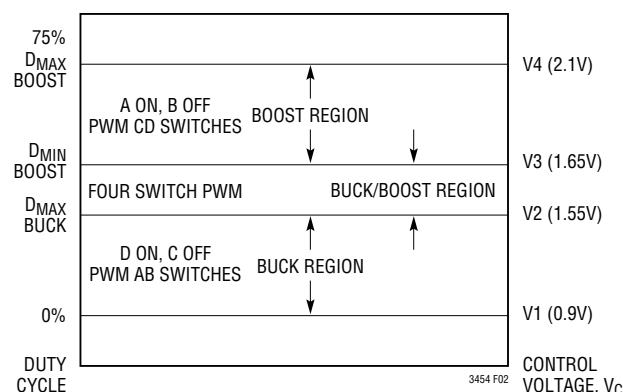 75%
DMAX
BOOST
V4 (2.1V)
A ON, B OFF
PWM CD SWITCHES
BOOST REGION
DMIN
BOOST
V3 (1.65V)
FOUR SWITCH PWM
BUCK/BOOST REGION
DMAX
BUCK
V2 (1.55V)
D ON, C OFF
PWM AB SWITCHES
BUCK REGION
0%
V1 (0.9V)
DUTY
CYCLE
3454 F02
CONTROL
VOLTAGE, VC